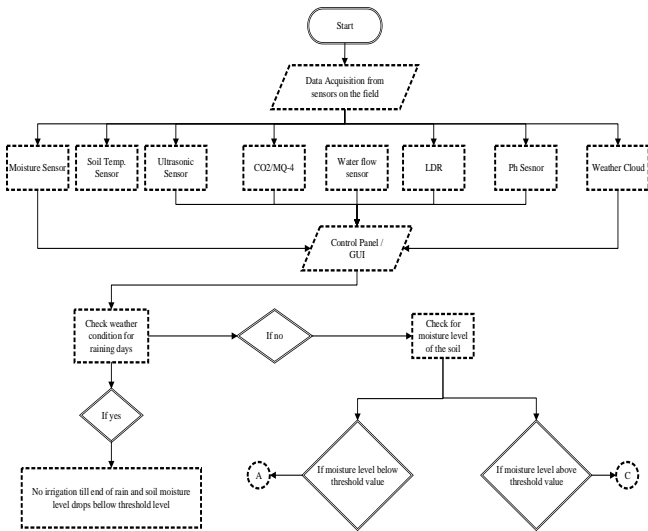 Start
Data Acquisition from
sensors on the field
Moisture Sensor
Soil Temp.
Sensor
Ultrasonic
Sensor
CO2/MQ-4
Water flow
sensor
LDR
Ph Sesnor
Weather Cloud
Control Panel /
GUI
Check weather
condition for
raining days
If no
Check for
moisture level
of the soil
If yes
No irrigation till end of rain and soil moisture
level drops bellow threshold level
A
If moisture level below
threshold value
If moisture level above
threshold value
C